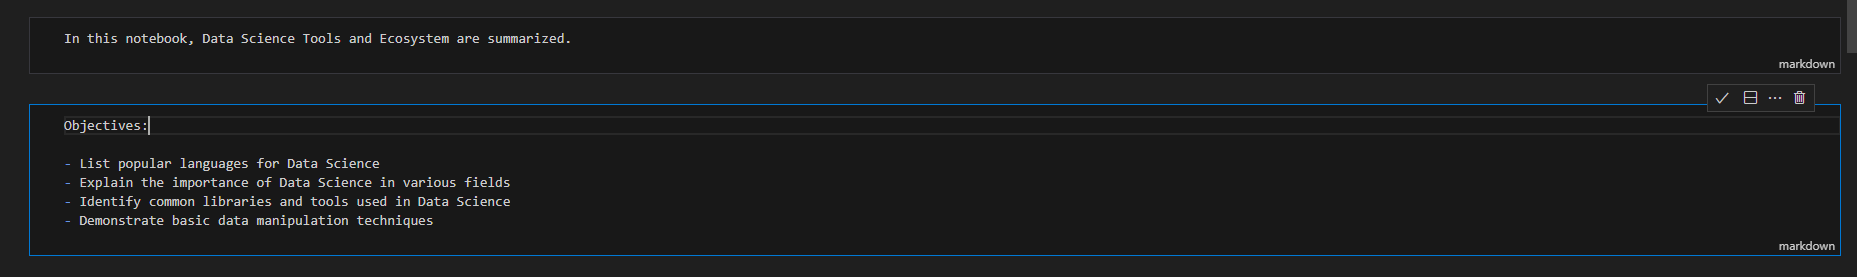 In this notebook, Data Science Tools and Ecosystem are summarized.
markdown
Objectives:
- List popular languages for Data Science
- Explain the importance of Data Science in various fields
- Identify common libraries and tools used in Data Science
- Demonstrate basic data manipulation techniques
markdown